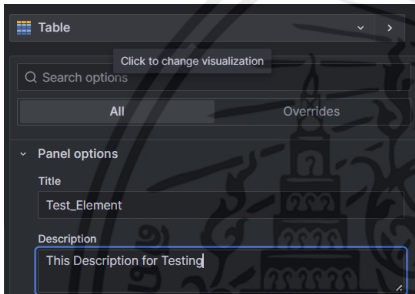 Table
Click to change visualization
Search options
All Overrides
Panel options
Title
Test_Element
Description
This Description for Testing